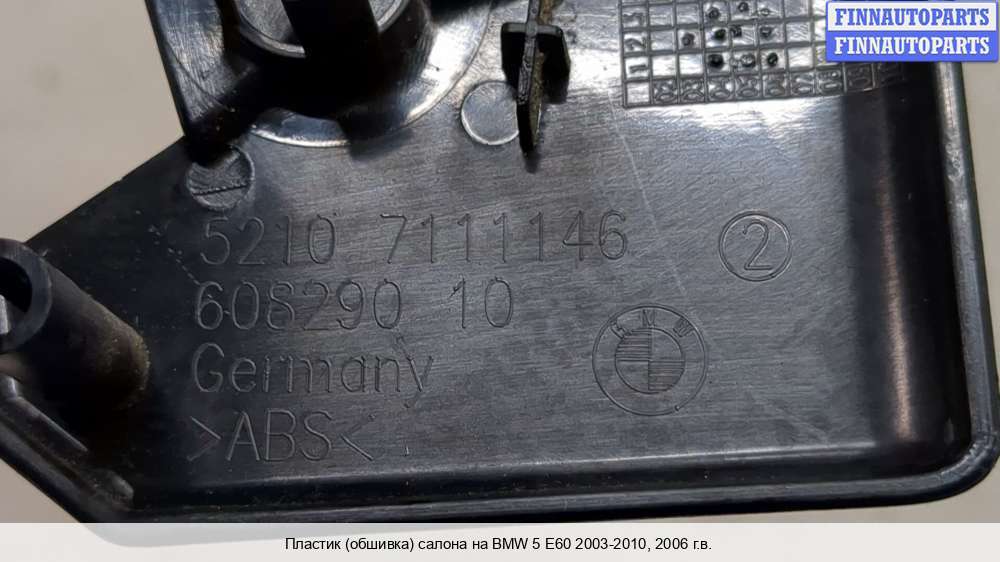 FINNAUTOPARTS
FINNAUTOPARTS
5210 7111146
2
608290 10
BMW
Germany
>ABS<
Пластик (обшивка) салона на BMW 5 E60 2003-2010, 2006 г.в.